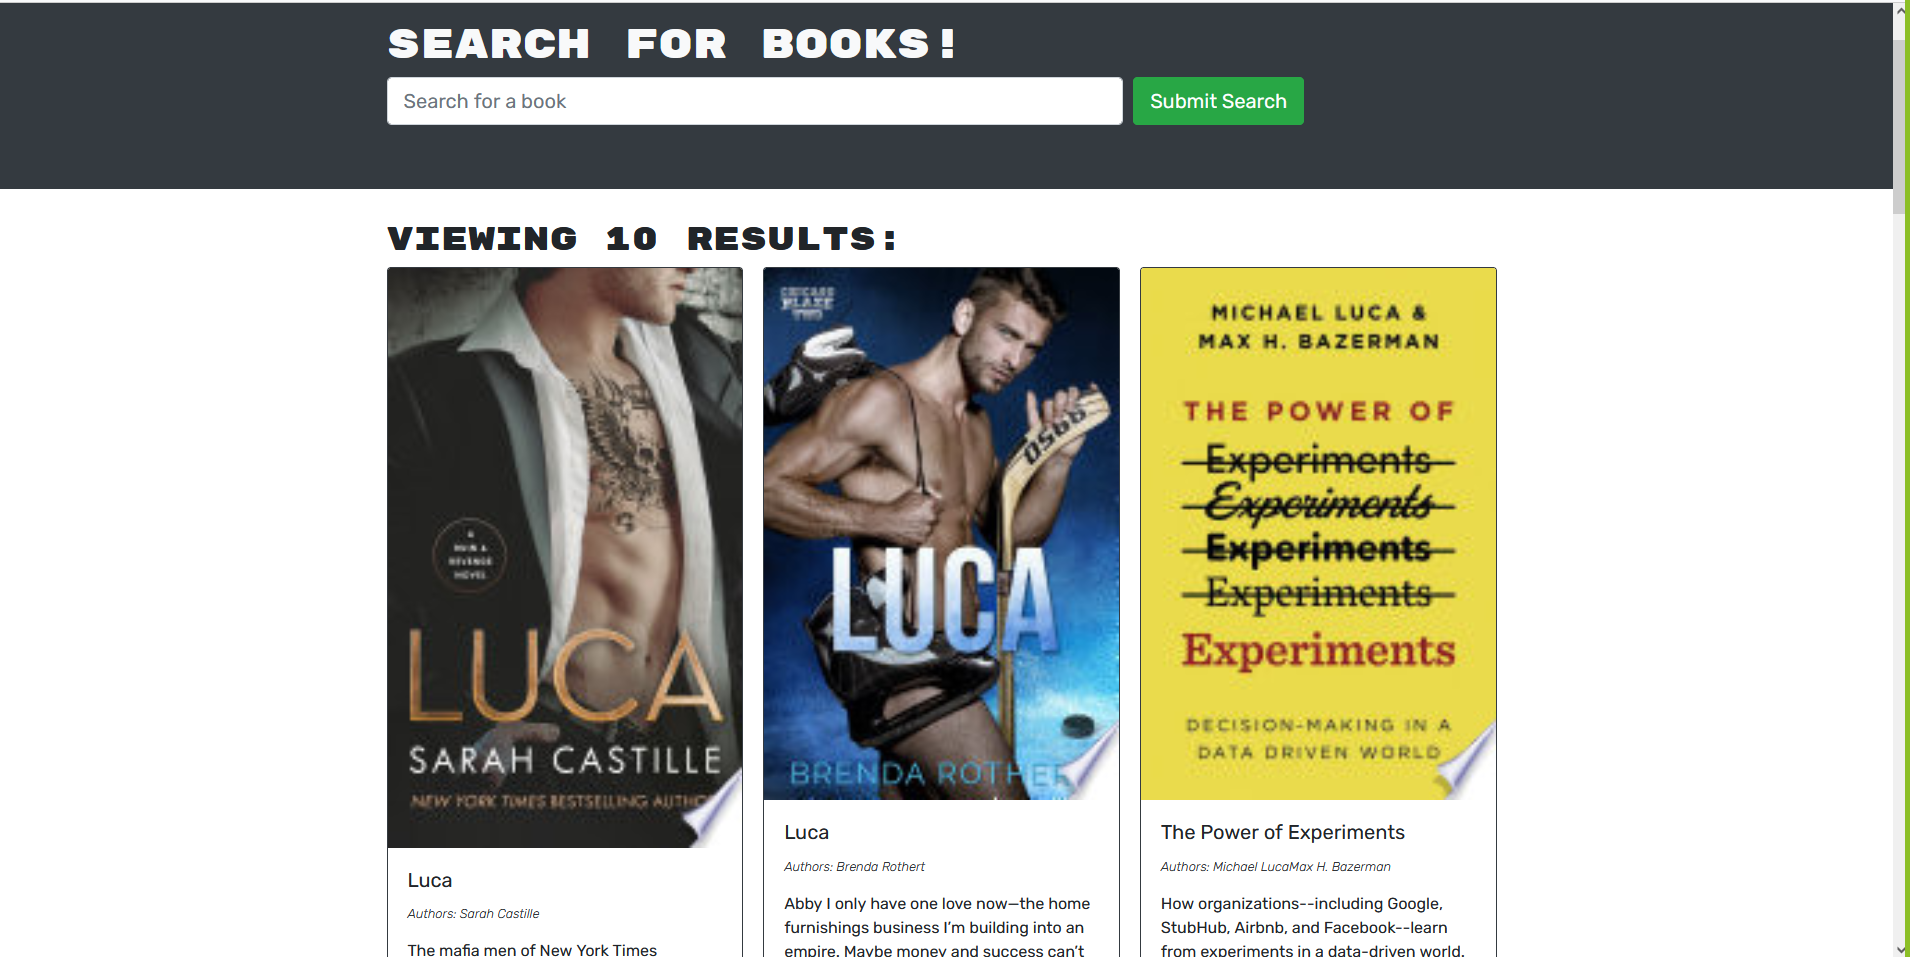 SEARCH FOR BOOKS!
Search for a book
Submit Search
VIEWING 10 RESULTS:
A
RUIN &
REVENGE
NOVEL
LUCA
SARAH CASTILLE
NEW YORK TIMES BESTSELLING AUTHO
Luca
Authors: Sarah Castille
The mafia men of New York Times
CHICAGO
BLAZE
TWO
9950
LUCA
BRENDA ROTHER
Luca
Authors: Brenda Rothert
Abby I only have one love now—the home
furnishings business I'm building into an
empire. Maybe money and success can't
MICHAEL LUCA &
MAX H. BAZERMAN
THE POWER OF
Experiments
Experiments
Experiments
Experiments
Experiments
DECISION-MAKING IN A
DATA DRIVEN WORLD
The Power of Experiments
Authors: Michael LucaMax H. Bazerman
How organizations--including Google,
StubHub, Airbnb, and Facebook--learn
from experiments in a data-driven world.